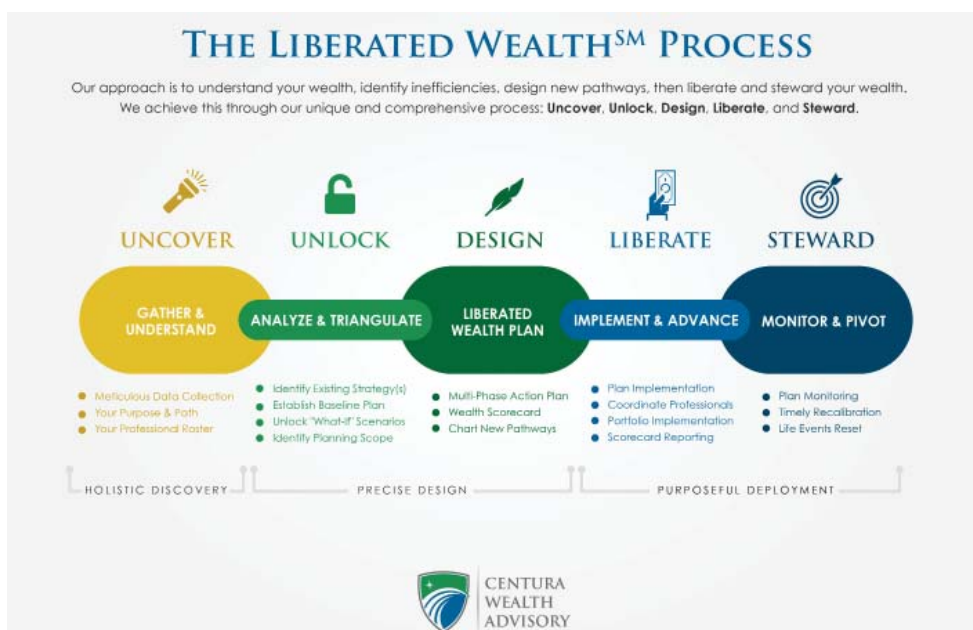 THE LIBERATED WEALTH℠ PROCESS
Our approach is to understand your wealth, identify inefficiencies, design new pathways, then liberate and steward your wealth.
We achieve this through our unique and comprehensive process: Uncover, Unlock, Design, Liberate, and Steward.
UNCOVER
GATHER &
UNDERSTAND
Meticulous Data Collection
Your Purpose & Path
Your Professional Roster
UNLOCK
ANALYZE & TRIANGULATE
Identify Existing Strategy(s)
Establish Baseline Plan
Unlock "What-If" Scenarios
Identify Planning Scope
DESIGN
LIBERATED
WEALTH PLAN
Multi-Phase Action Plan
Wealth Scorecard
Chart New Pathways
LIBERATE
IMPLEMENT & ADVANCE
Plan Implementation
Coordinate Professionals
Portfolio Implementation
Scorecard Reporting
STEWARD
MONITOR & PIVOT
Plan Monitoring
Timely Recalibration
Life Events Reset
HOLISTIC DISCOVERY
PRECISE DESIGN
PURPOSEFUL DEPLOYMENT
CENTURA
WEALTH
ADVISORY